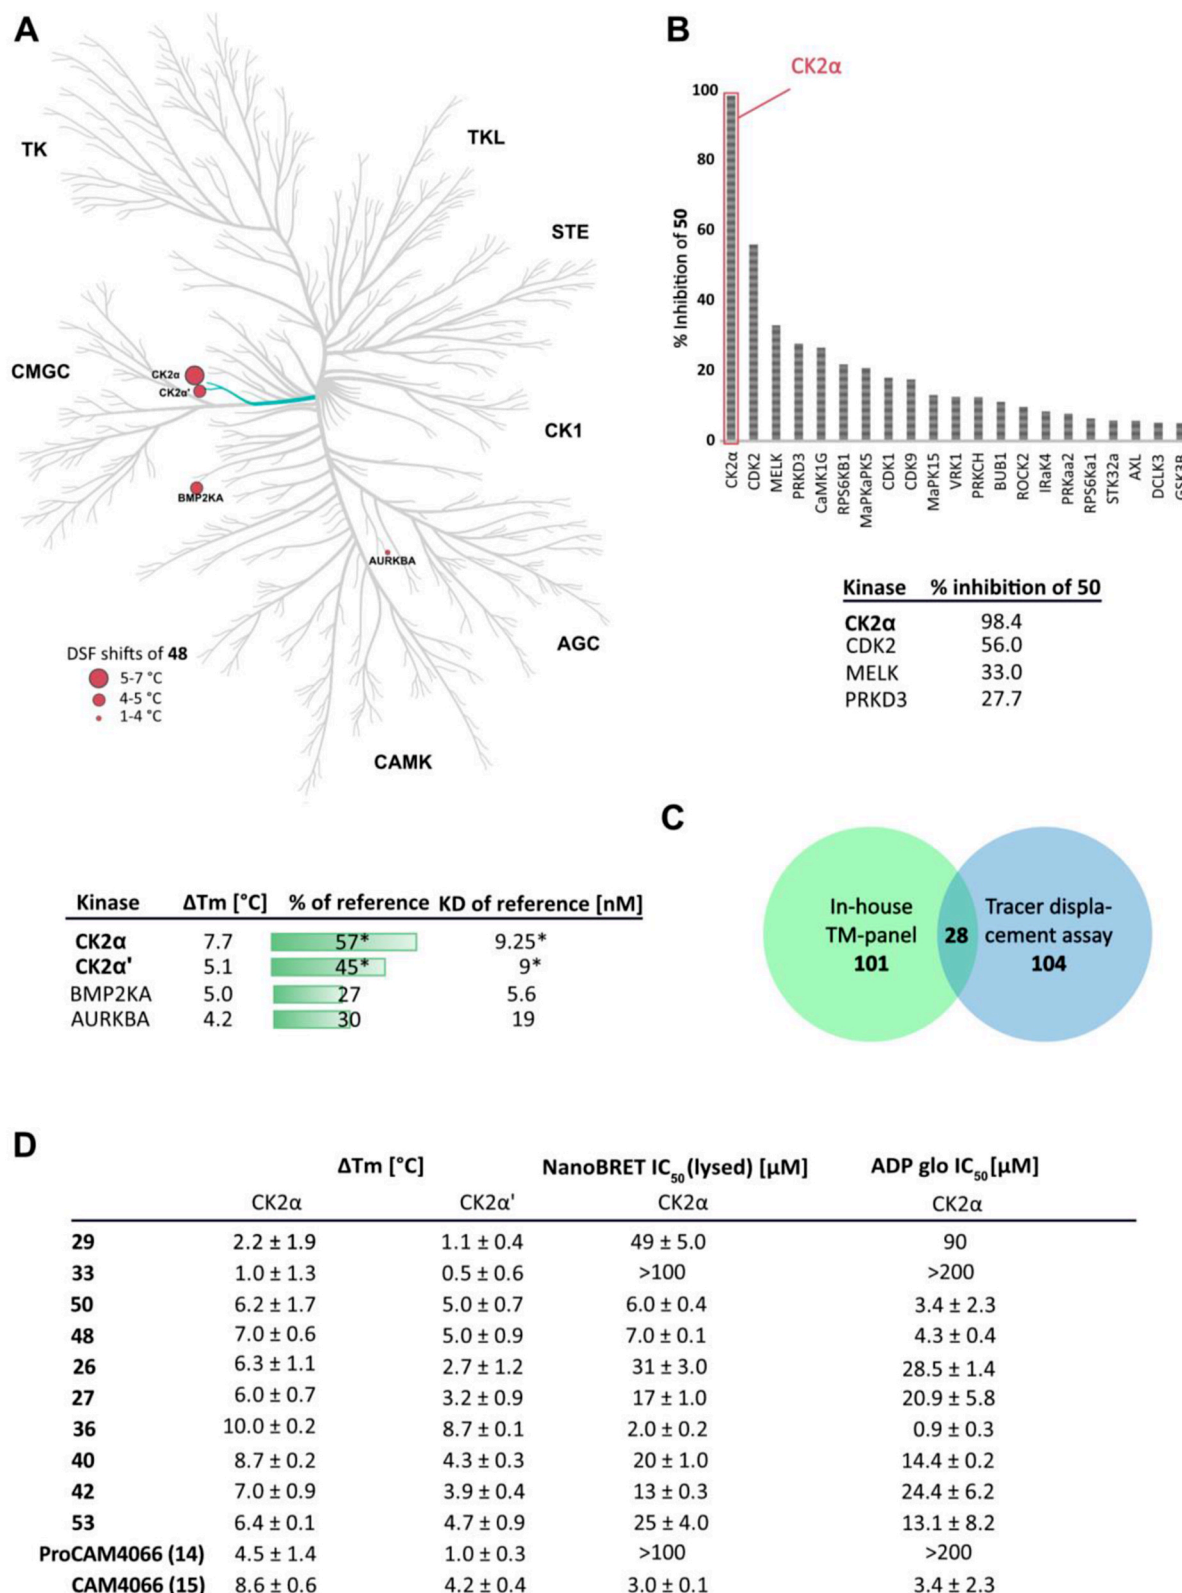 A
TK
TKL
STE
CMGC
CK2α
CK2α'
CK1
BMP2KA
AURKBA
AGC
DSF shifts of 48
5-7 °C
4-5 °C
1-4 °C
CAMK
Kinase ΔTm [°C] % of reference KD of reference [nM]
CK2α 7.7 57* 9.25*
CK2α' 5.1 45* 9*
BMP2KA 5.0 27 5.6
AURKBA 4.2 30 19
B
CK2α
% Inhibition of 50
100
80
60
40
20
0
CK2α
CDK2
MELK
PRKD3
CaMK1G
RPS6KB1
MaPKaPK5
CDK1
CDK9
MaPK15
VRK1
PRKCH
BUB1
ROCK2
IRaK4
PRKaa2
RPS6Ka1
STK32a
AXL
DCLK3
GSK3B
Kinase % inhibition of 50
CK2α 98.4
CDK2 56.0
MELK 33.0
PRKD3 27.7
C
In-house
TM-panel
101
28
Tracer displa-
cement assay
104
D
ΔTm [°C] NanoBRET IC50 (lysed) [µM] ADP glo IC50 [µM]
CK2α CK2α' CK2α CK2α
29 2.2 ± 1.9 1.1 ± 0.4 49 ± 5.0 90
33 1.0 ± 1.3 0.5 ± 0.6 >100 >200
50 6.2 ± 1.7 5.0 ± 0.7 6.0 ± 0.4 3.4 ± 2.3
48 7.0 ± 0.6 5.0 ± 0.9 7.0 ± 0.1 4.3 ± 0.4
26 6.3 ± 1.1 2.7 ± 1.2 31 ± 3.0 28.5 ± 1.4
27 6.0 ± 0.7 3.2 ± 0.9 17 ± 1.0 20.9 ± 5.8
36 10.0 ± 0.2 8.7 ± 0.1 2.0 ± 0.2 0.9 ± 0.3
40 8.7 ± 0.2 4.3 ± 0.3 20 ± 1.0 14.4 ± 0.2
42 7.0 ± 0.9 3.9 ± 0.4 13 ± 0.3 24.4 ± 6.2
53 6.4 ± 0.1 4.7 ± 0.9 25 ± 4.0 13.1 ± 8.2
ProCAM4066 (14) 4.5 ± 1.4 1.0 ± 0.3 >100 >200
CAM4066 (15) 8.6 ± 0.6 4.2 ± 0.4 3.0 ± 0.1 3.4 ± 2.3